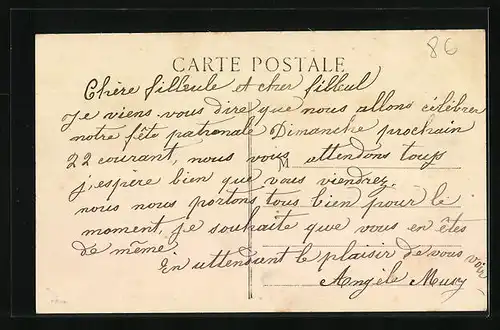 86
CARTE POSTALE
Chère filleule et cher filleul
Je viens vous dire que nous allons célébrer
notre fête patronale Dimanche prochain
22 courant, nous vous attendons tous
M
j'espère bien que vous viendrez.
nous nous portons tous bien pour le
moment, je souhaite que vous en êtes
de même
En attendant le plaisir de vous voir
Angèle